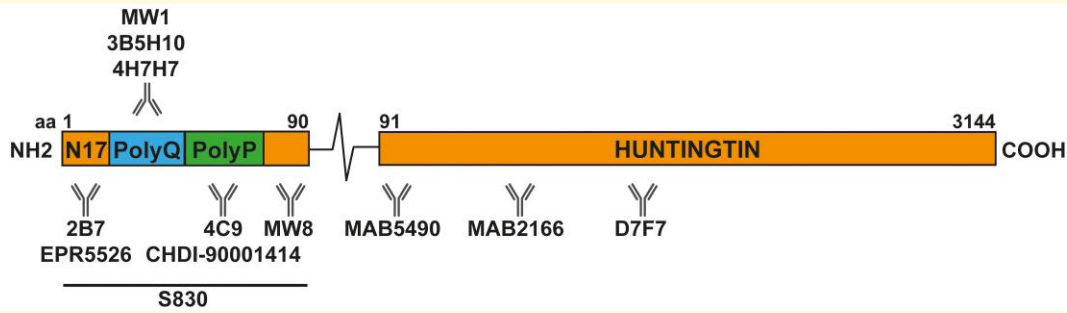 MW1
3B5H10
4H7H7
aa 1 90 91 3144
NH2 N17 PolyQ PolyP HUNTINGTIN COOH
2B7 4C9 MW8 MAB5490 MAB2166 D7F7
EPR5526 CHDI-90001414
S830